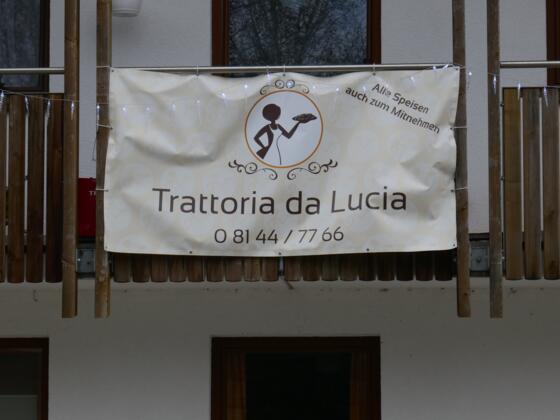 Alle Speisen
auch zum Mitnehmen
Trattoria da Lucia
0 81 44 / 77 66